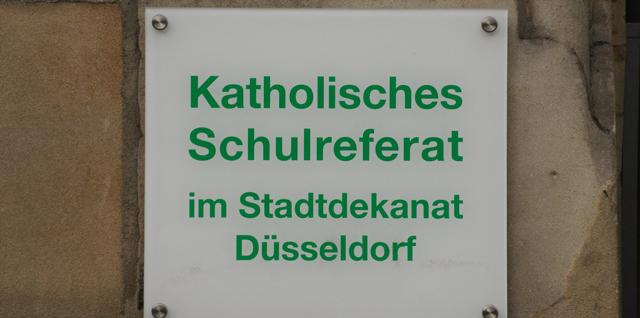 Katholisches
Schulreferat
im Stadtdekanat
Düsseldorf